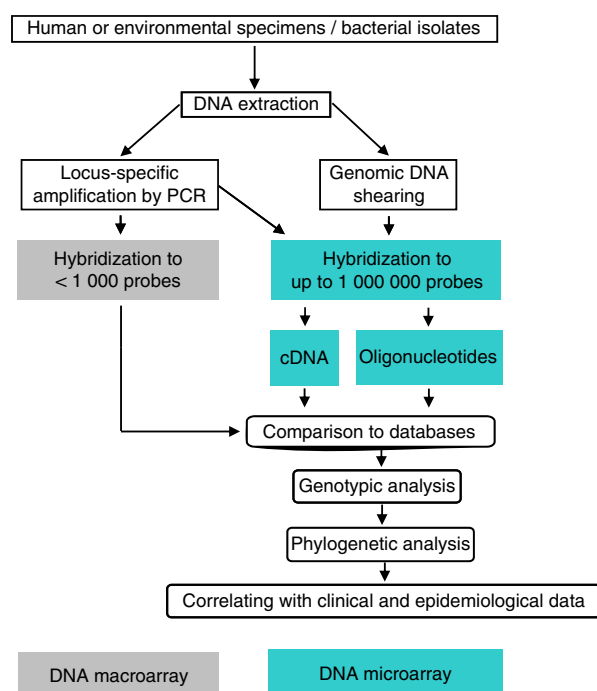 Human or environmental specimens / bacterial isolates
DNA extraction
Locus-specific
amplification by PCR
Genomic DNA
shearing
Hybridization to
< 1 000 probes
Hybridization to
up to 1 000 000 probes
cDNA
Oligonucleotides
Comparison to databases
Genotypic analysis
Phylogenetic analysis
Correlating with clinical and epidemiological data
DNA macroarray
DNA microarray